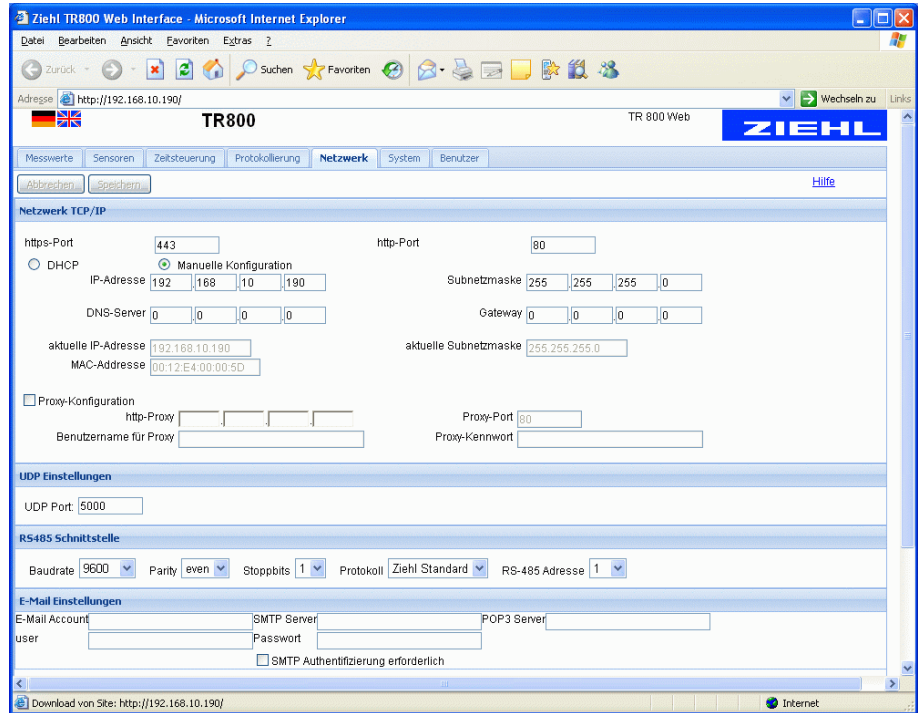 Ziehl TR800 Web Interface - Microsoft Internet Explorer
Datei Bearbeiten Ansicht Favoriten Extras ?
Zurück Suchen Favoriten
Adresse http://192.168.10.190/ Wechseln zu Links
TR800 TR 800 Web ZIEHL
Messwerte Sensoren Zeitsteuerung Protokollierung Netzwerk System Benutzer
Abbrechen... Speichern... Hilfe
Netzwerk TCP/IP
https-Port 443 http-Port 80
DHCP Manuelle Konfiguration
IP-Adresse 192 .168 .10 .190 Subnetzmaske 255 .255 .255 .0
DNS-Server 0 .0 .0 .0 Gateway 0 .0 .0 .0
aktuelle IP-Adresse 192.168.10.190 aktuelle Subnetzmaske 255.255.255.0
MAC-Addresse 00:12:E4:00:00:5D
Proxy-Konfiguration
http-Proxy . . . Proxy-Port 80
Benutzername für Proxy Proxy-Kennwort
UDP Einstellungen
UDP Port: 5000
RS485 Schnittstelle
Baudrate 9600 Parity even Stoppbits 1 Protokoll Ziehl Standard RS-485 Adresse 1
E-Mail Einstellungen
E-Mail Account SMTP Server POP3 Server
user Passwort
SMTP Authentifizierung erforderlich
Download von Site: http://192.168.10.190/ Internet